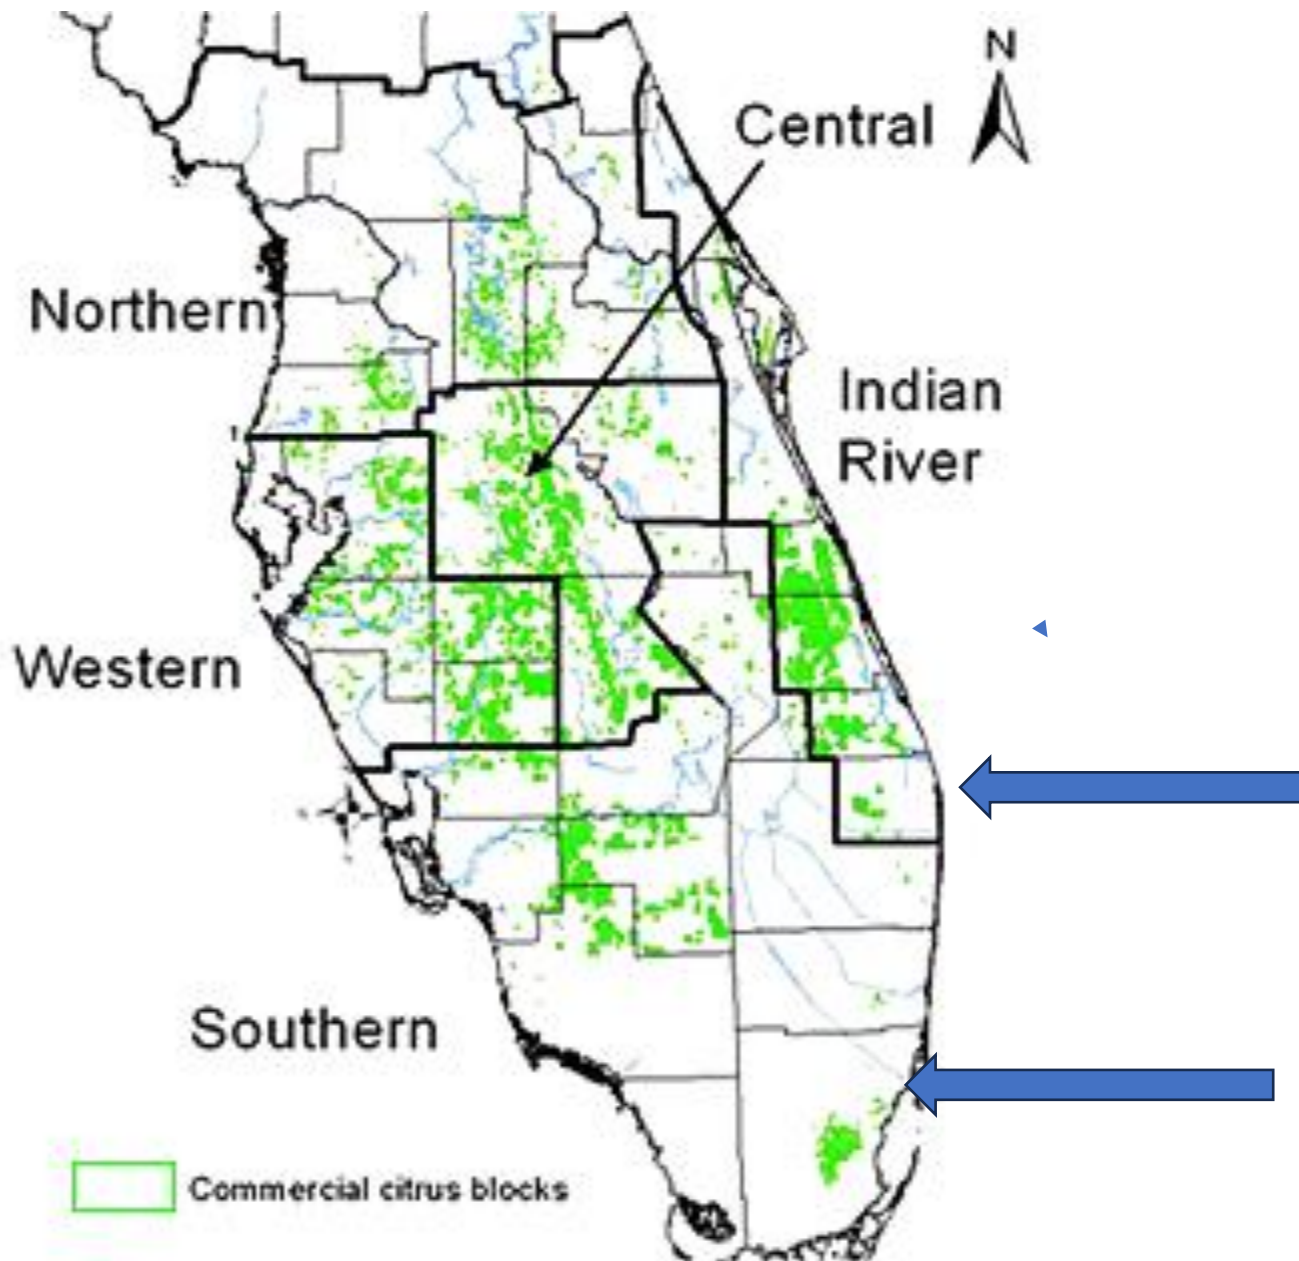 N
Central
Northern
Indian
River
Western
Southern
Commercial citrus blocks